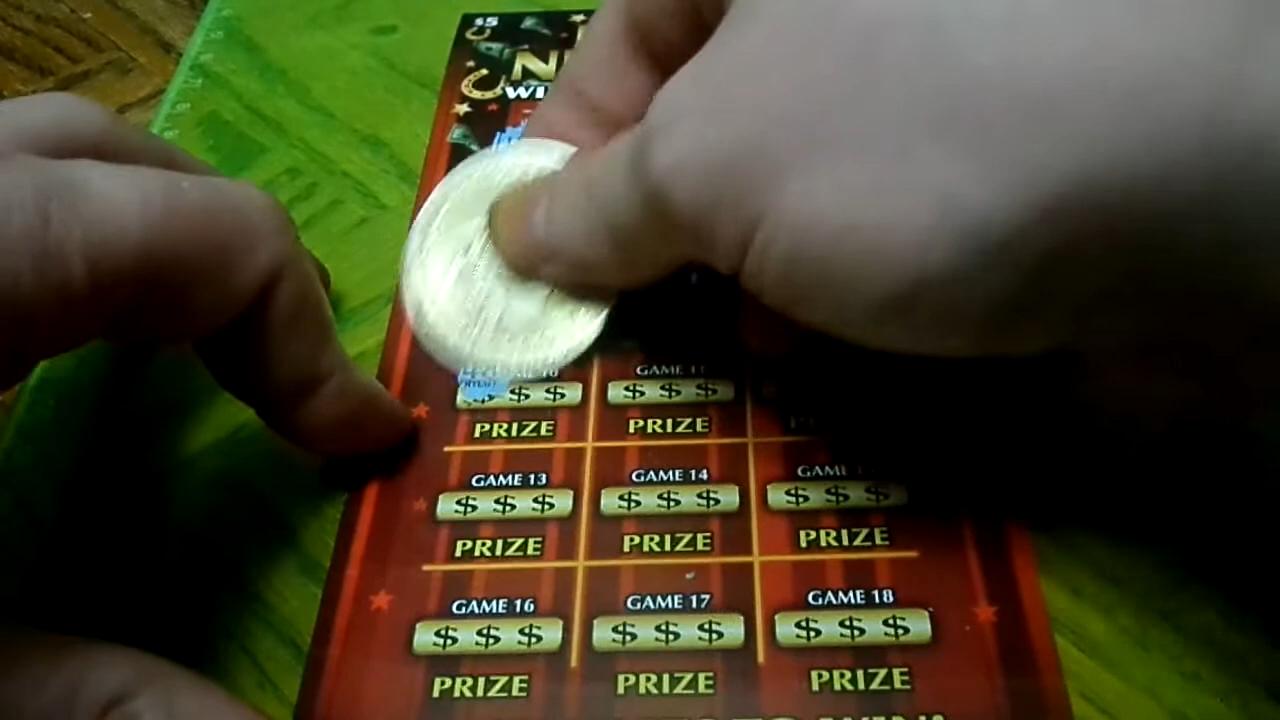 $5
GAME 11
$ $ $ $ $
PRIZE PRIZE
GAME 13 GAME 14 GAME
$ $ $ $ $ $ $ $ $
PRIZE PRIZE PRIZE
GAME 16 GAME 17 GAME 18
$ $ $ $ $ $ $ $ $
PRIZE PRIZE PRIZE